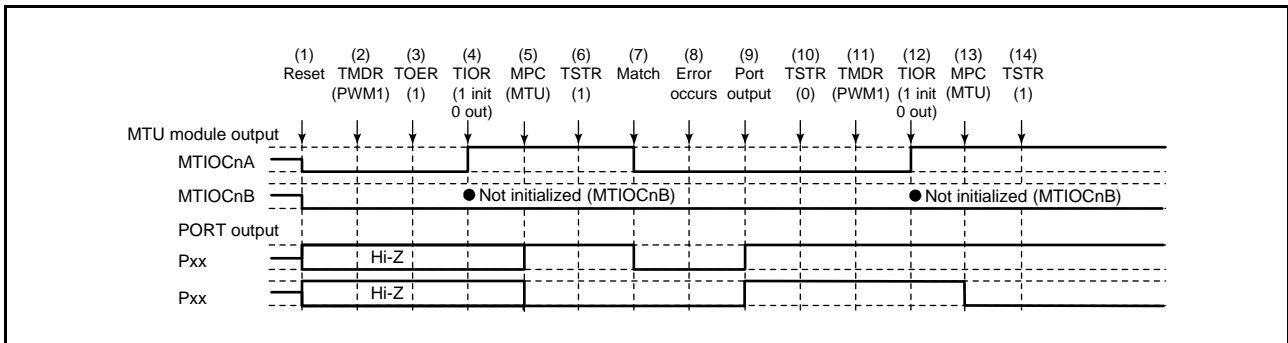 (1) (2) (3) (4) (5) (6) (7) (8) (9) (10) (11) (12) (13) (14)
Reset TMDR TOER TIOR MPC TSTR Match Error Port TSTR TMDR TIOR MPC TSTR
(PWM1) (1) (1 init (MTU) (1) occurs output (0) (PWM1) (1 init (MTU) (1)
0 out) 0 out)
MTU module output
MTIOCnA
MTIOCnB ● Not initialized (MTIOCnB) ● Not initialized (MTIOCnB)
PORT output
Pxx Hi-Z
Pxx Hi-Z